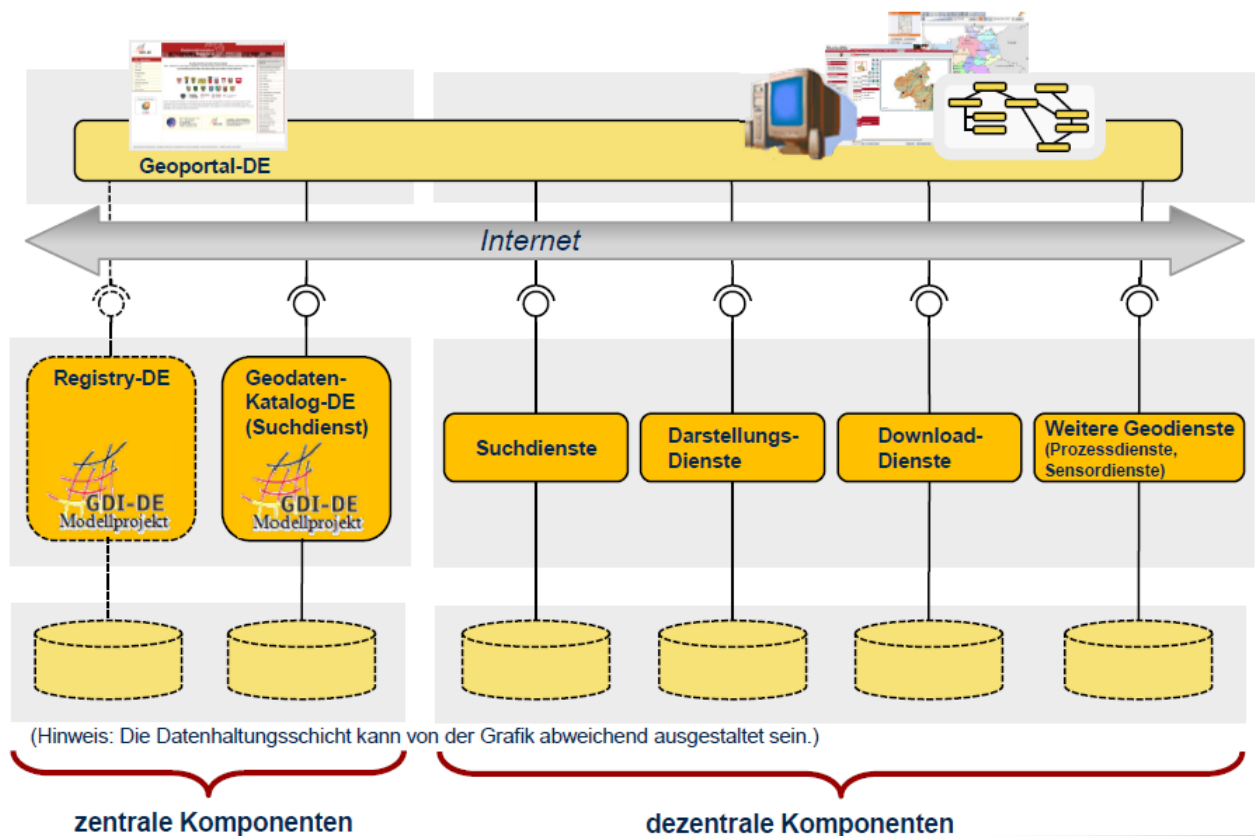 Geoportal-DE
Internet
Registry-DE
GDI-DE
Modellprojekt
Geodaten-
Katalog-DE
(Suchdienst)
GDI-DE
Modellprojekt
Suchdienste
Darstellungs-
Dienste
Download-
Dienste
Weitere Geodienste
(Prozessdienste,
Sensordienste)
(Hinweis: Die Datenhaltungsschicht kann von der Grafik abweichend ausgestaltet sein.)
zentrale Komponenten
dezentrale Komponenten